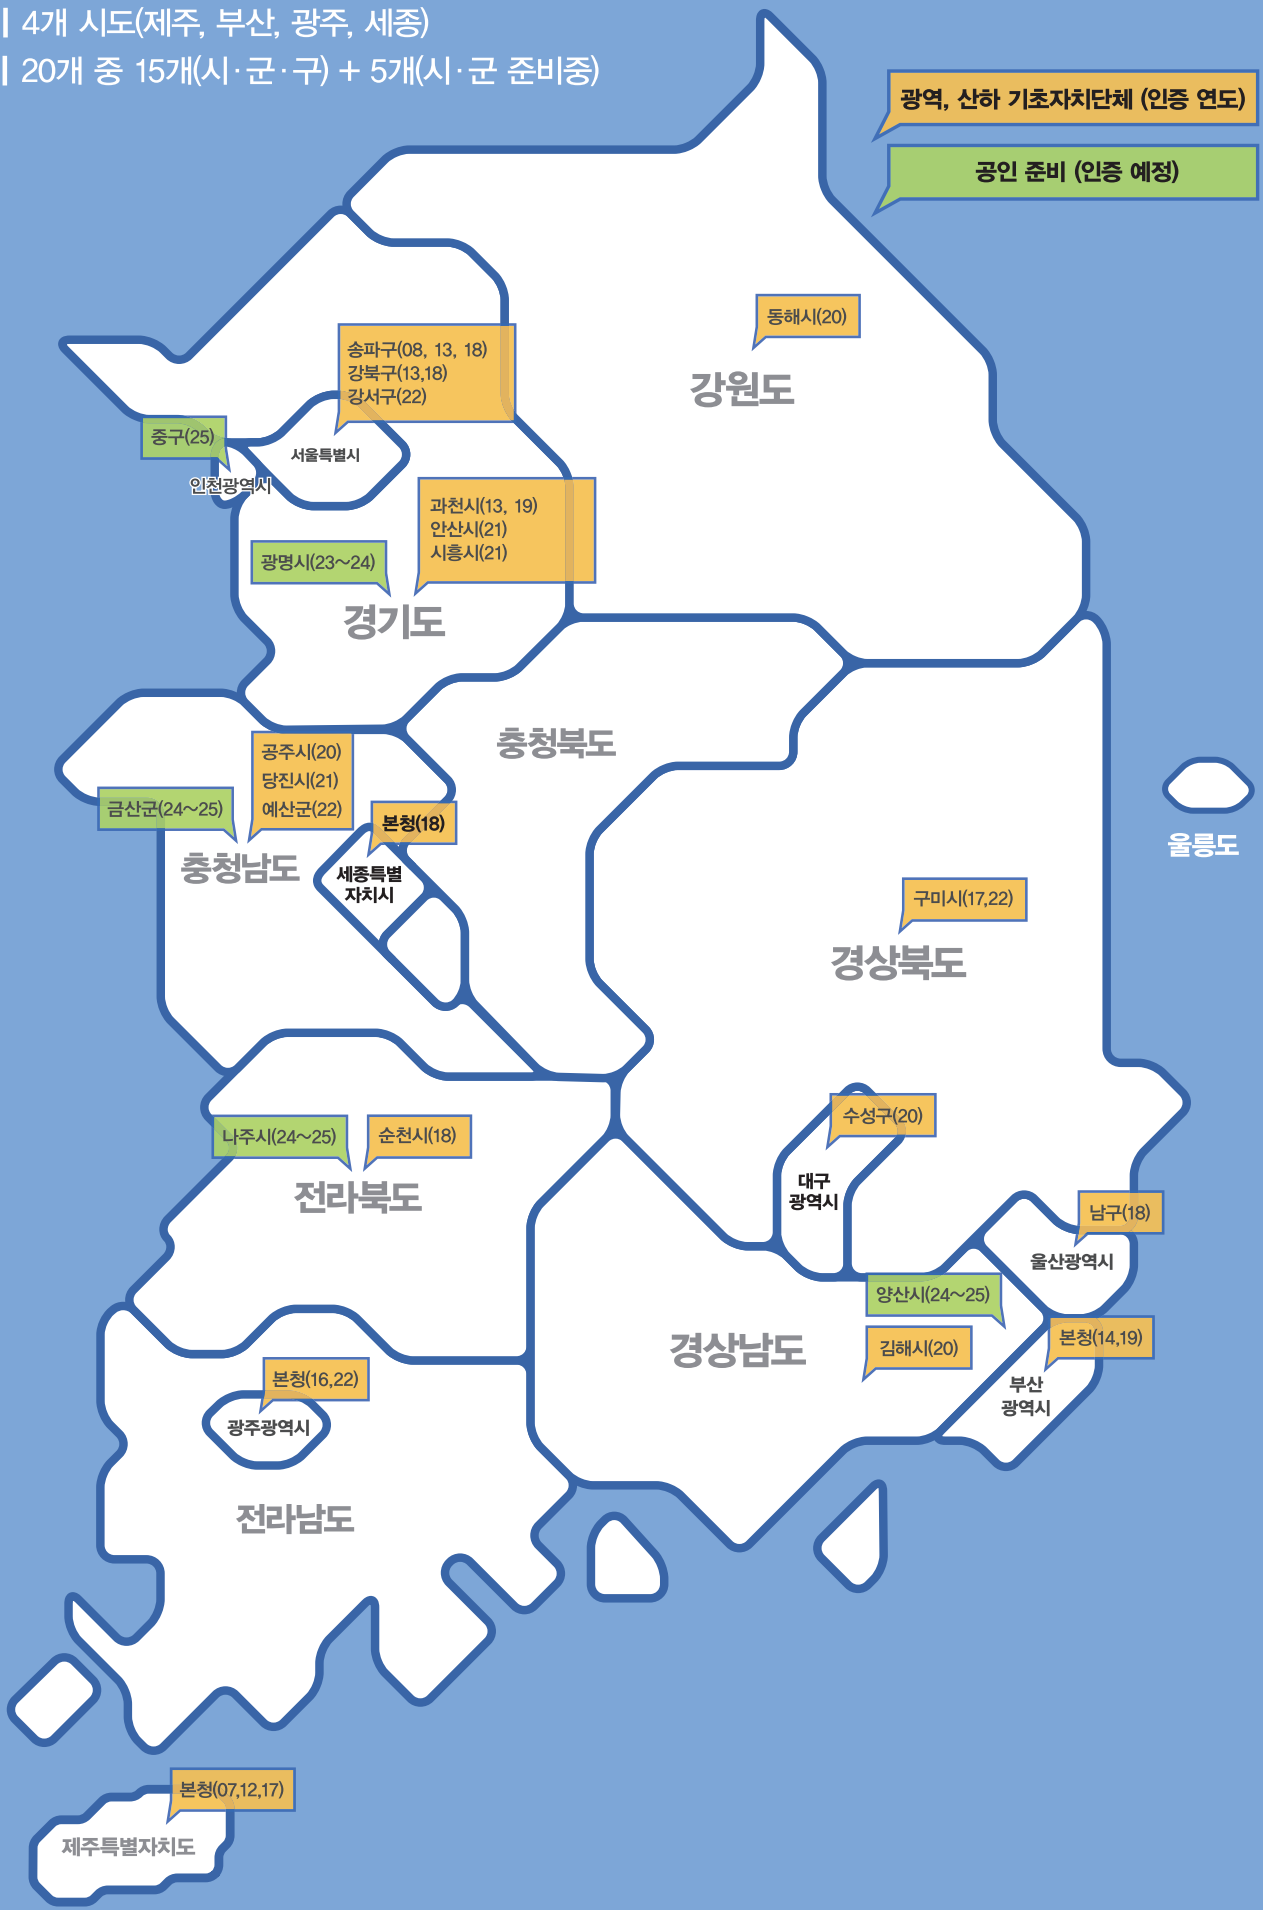 4개 시도(제주, 부산, 광주, 세종)
20개 중 15개(시·군·구) + 5개(시·군 준비중)
광역, 산하 기초자치단체 (인증 연도)
공인 준비 (인증 예정)
동해시(20)
강원도
송파구(08, 13, 18)
강북구(13,18)
강서구(22)
중구(25)
서울특별시
인천광역시
과천시(13, 19)
안산시(21)
시흥시(21)
광명시(23~24)
경기도
충청북도
공주시(20)
당진시(21)
예산군(22)
금산군(24~25)
본청(18)
충청남도
세종특별
자치시
울릉도
구미시(17,22)
경상북도
수성구(20)
나주시(24~25)
순천시(18)
전라북도
대구
광역시
남구(18)
울산광역시
양산시(24~25)
김해시(20)
경상남도
본청(14,19)
부산
광역시
본청(16,22)
광주광역시
전라남도
본청(07,12,17)
제주특별자치도